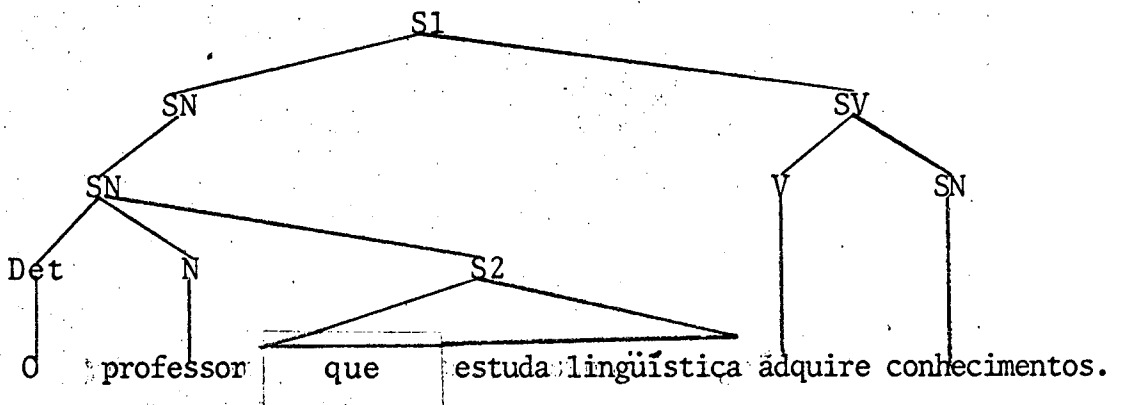 S1
SN SV
SN V SN
Det N S2
O professor que estuda lingüística adquire conhecimentos.